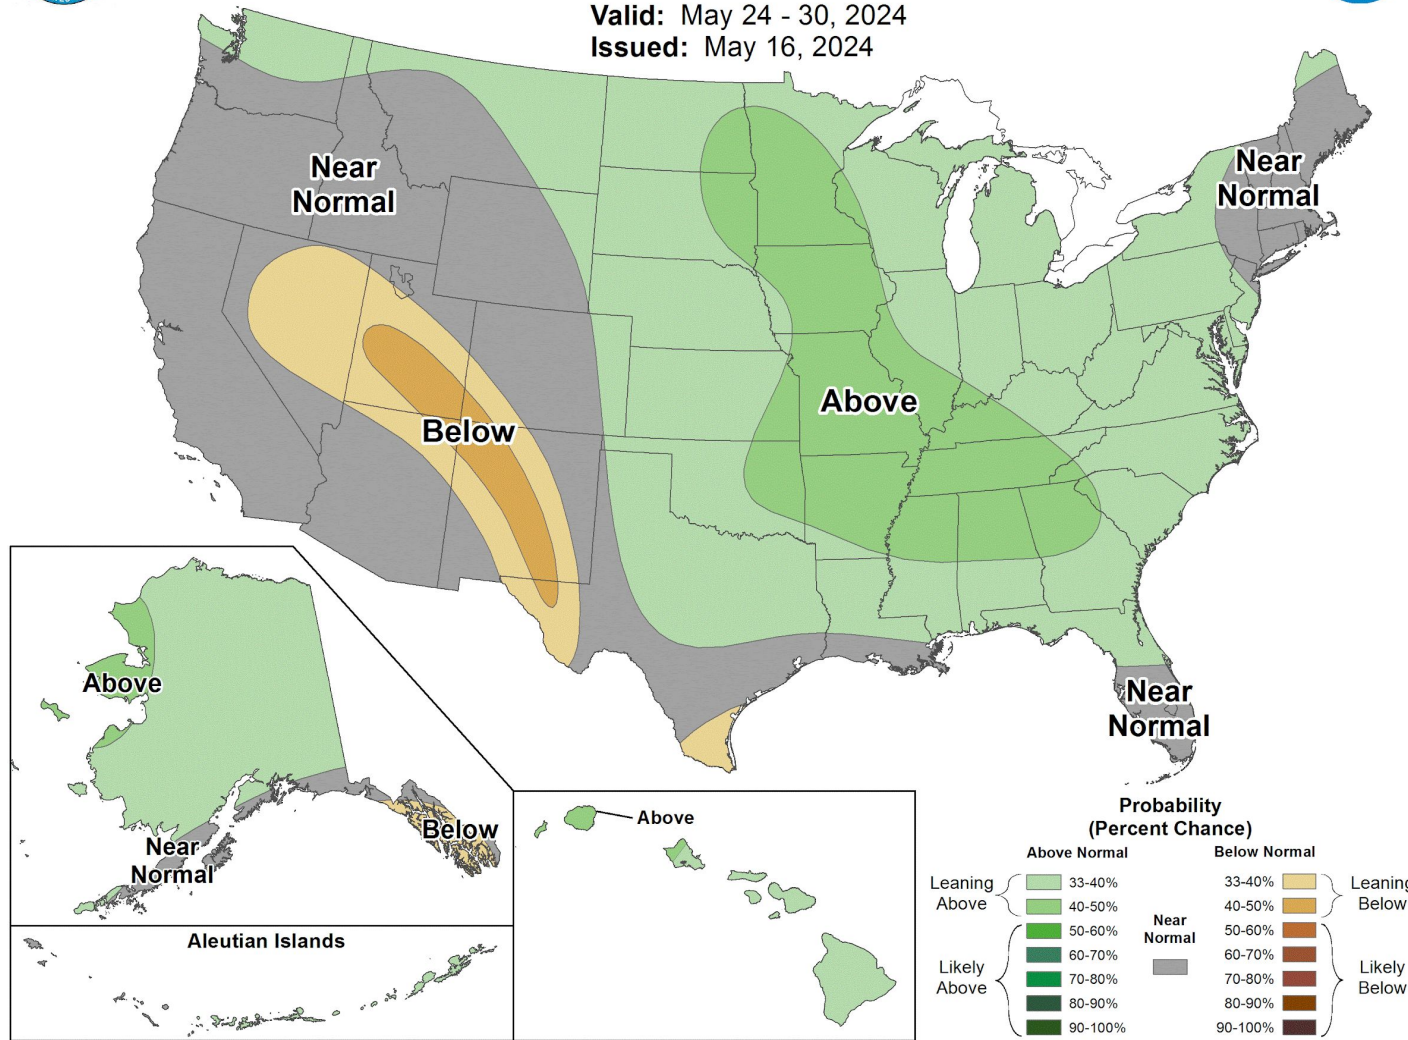 Valid: May 24 - 30, 2024
Issued: May 16, 2024
Near
Normal
Near
Normal
Above
Below
Near
Normal
Above
Near
Normal
Below
Aleutian Islands
Above
Probability
(Percent Chance)
Above Normal
Below Normal
Leaning
Above
33-40%
40-50%
50-60%
60-70%
70-80%
80-90%
90-100%
Likely
Above
Near
Normal
33-40%
40-50%
50-60%
60-70%
70-80%
80-90%
90-100%
Leaning
Below
Likely
Below